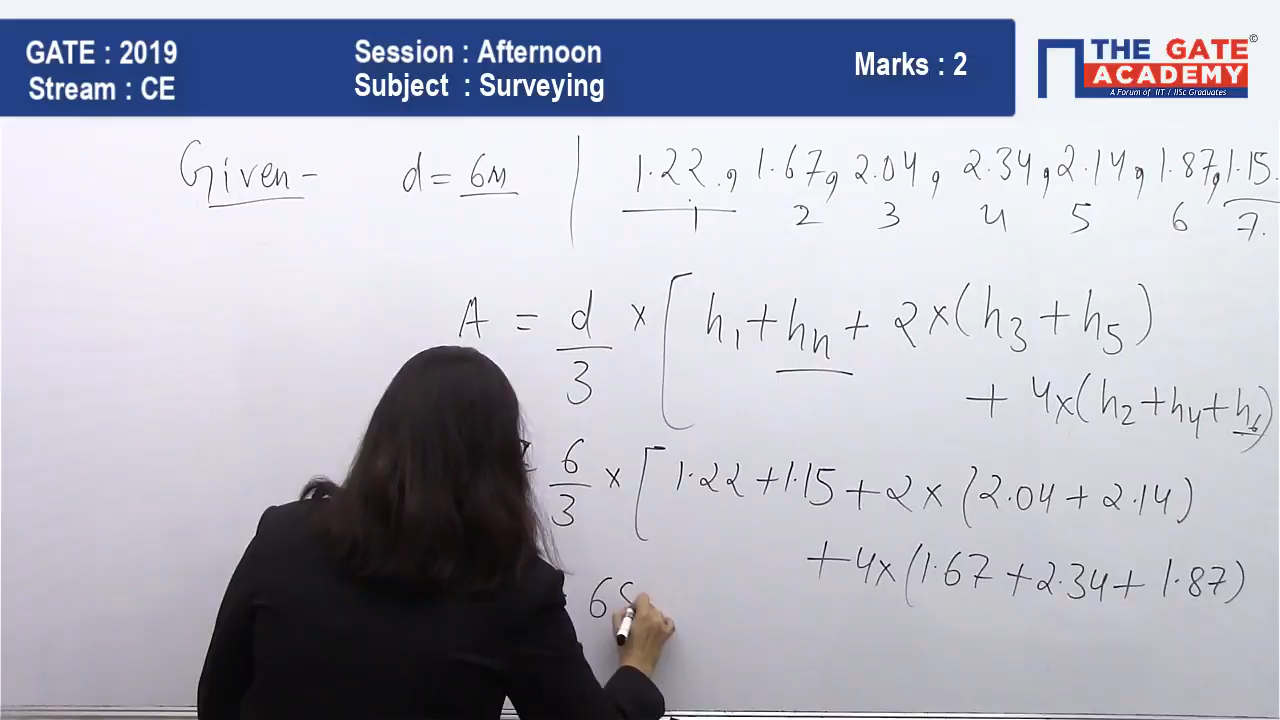 GATE : 2019
Stream : CE
Session : Afternoon
Subject : Surveying
Marks : 2
THE GATE
ACADEMY
©
A Forum of IIT / IISc Graduates
Given - d = 6m | 1.22 , 1.67 , 2.04 , 2.34 , 2.14 , 1.87 , 1.15
1 2 3 4 5 6 7.
A = d/3 × [ h1 + hn + 2×(h3 + h5)
+ 4×(h2 + h4 + h6)
= 6/3 × [ 1.22 + 1.15 + 2 × (2.04 + 2.14)
+ 4× (1.67 + 2.34 + 1.87)
6